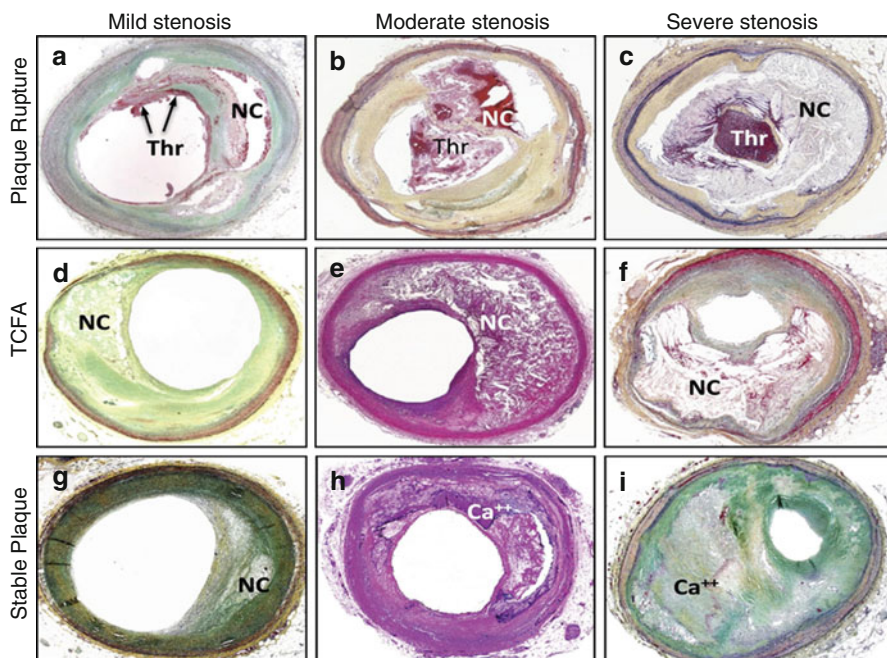 Mild stenosis Moderate stenosis Severe stenosis
Plaque Rupture
a NC Thr
b NC Thr
c NC Thr
TCFA
d NC
e NC
f NC
Stable Plaque
g NC
h Ca++
i Ca++